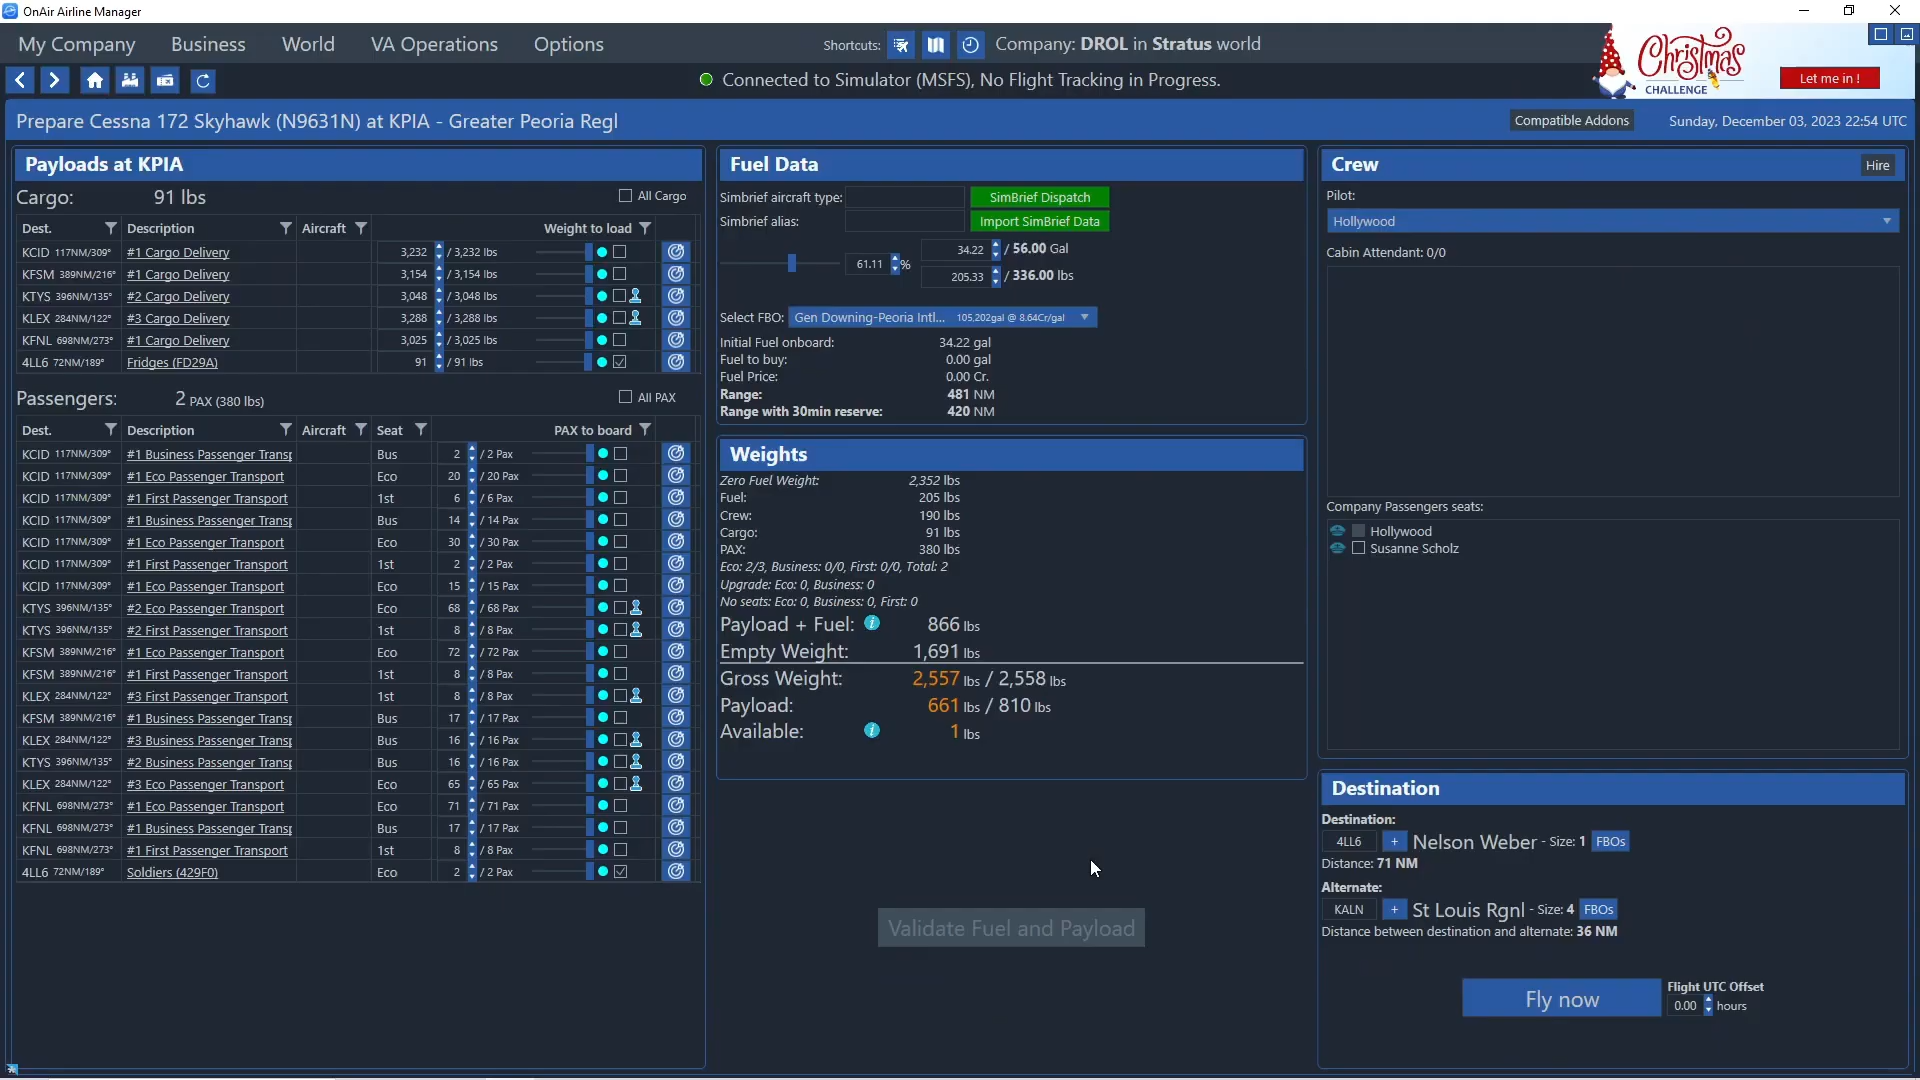 OnAir Airline Manager
My Company Business World VA Operations Options Shortcuts: Company: DROL in Stratus world
Christmas CHALLENGE Let me in !
Connected to Simulator (MSFS), No Flight Tracking in Progress.
Prepare Cessna 172 Skyhawk (N9631N) at KPIA - Greater Peoria Regl Compatible Addons Sunday, December 03, 2023 22:54 UTC
Payloads at KPIA
Cargo: 91 lbs All Cargo
Dest. Description Aircraft Weight to load
KCID 117NM/309° #1 Cargo Delivery 3,232 / 3,232 lbs
KFSM 389NM/216° #1 Cargo Delivery 3,154 / 3,154 lbs
KTYS 396NM/135° #2 Cargo Delivery 3,048 / 3,048 lbs
KLEX 284NM/122° #3 Cargo Delivery 3,288 / 3,288 lbs
KFNL 698NM/273° #1 Cargo Delivery 3,025 / 3,025 lbs
4LL6 72NM/189° Fridges (FD29A) 91 / 91 lbs
Passengers: 2 PAX (380 lbs) All PAX
Dest. Description Aircraft Seat PAX to board
KCID 117NM/309° #1 Business Passenger Transp Bus 2 / 2 Pax
KCID 117NM/309° #1 Eco Passenger Transport Eco 20 / 20 Pax
KCID 117NM/309° #1 First Passenger Transport 1st 6 / 6 Pax
KCID 117NM/309° #1 Business Passenger Transp Bus 14 / 14 Pax
KCID 117NM/309° #1 Eco Passenger Transport Eco 30 / 30 Pax
KCID 117NM/309° #1 First Passenger Transport 1st 2 / 2 Pax
KCID 117NM/309° #1 Eco Passenger Transport Eco 15 / 15 Pax
KTYS 396NM/135° #2 Eco Passenger Transport Eco 68 / 68 Pax
KTYS 396NM/135° #2 First Passenger Transport 1st 8 / 8 Pax
KFSM 389NM/216° #1 Eco Passenger Transport Eco 72 / 72 Pax
KFSM 389NM/216° #1 First Passenger Transport 1st 8 / 8 Pax
KLEX 284NM/122° #3 First Passenger Transport 1st 8 / 8 Pax
KFSM 389NM/216° #1 Business Passenger Transp Bus 17 / 17 Pax
KLEX 284NM/122° #3 Business Passenger Transp Bus 16 / 16 Pax
KTYS 396NM/135° #2 Business Passenger Transp Bus 16 / 16 Pax
KLEX 284NM/122° #3 Eco Passenger Transport Eco 65 / 65 Pax
KFNL 698NM/273° #1 Eco Passenger Transport Eco 71 / 71 Pax
KFNL 698NM/273° #1 Business Passenger Transp Bus 17 / 17 Pax
KFNL 698NM/273° #1 First Passenger Transport 1st 8 / 8 Pax
4LL6 72NM/189° Soldiers (429F0) Eco 2 / 2 Pax
Fuel Data
Simbrief aircraft type: SimBrief Dispatch
Simbrief alias: Import SimBrief Data
61.11 % 34.22 / 56.00 Gal
205.33 / 336.00 lbs
Select FBO: Gen Downing-Peoria Intl... 105,202gal @ 8.64Cr/gal
Initial Fuel onboard: 34.22 gal
Fuel to buy: 0.00 gal
Fuel Price: 0.00 Cr.
Range: 481 NM
Range with 30min reserve: 420 NM
Weights
Zero Fuel Weight: 2,352 lbs
Fuel: 205 lbs
Crew: 190 lbs
Cargo: 91 lbs
PAX: 380 lbs
Eco: 2/3, Business: 0/0, First: 0/0, Total: 2
Upgrade: Eco: 0, Business: 0
No seats: Eco: 0, Business: 0, First: 0
Payload + Fuel: i 866 lbs
Empty Weight: 1,691 lbs
Gross Weight: 2,557 lbs / 2,558 lbs
Payload: 661 lbs / 810 lbs
Available: i 1 lbs
Validate Fuel and Payload
Crew Hire
Pilot:
Hollywood
Cabin Attendant: 0/0
Company Passengers seats:
Hollywood
Susanne Scholz
Destination
Destination:
4LL6 + Nelson Weber - Size: 1 FBOs
Distance: 71 NM
Alternate:
KALN + St Louis Rgnl - Size: 4 FBOs
Distance between destination and alternate: 36 NM
Fly now Flight UTC Offset
0.00 hours